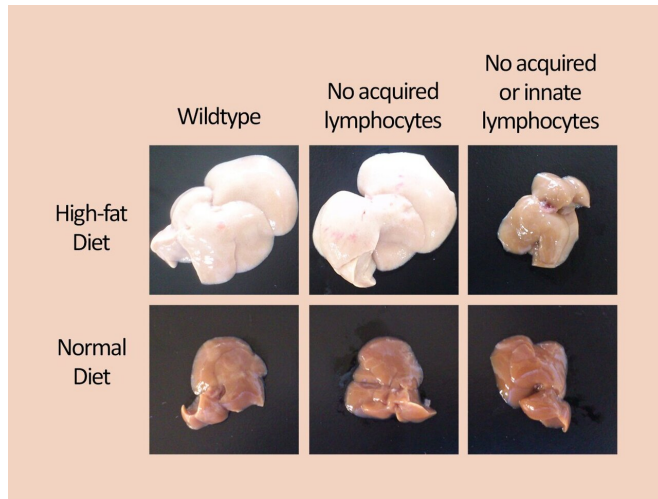 Wildtype
No acquired
lymphocytes
No acquired
or innate
lymphocytes
High-fat
Diet
Normal
Diet